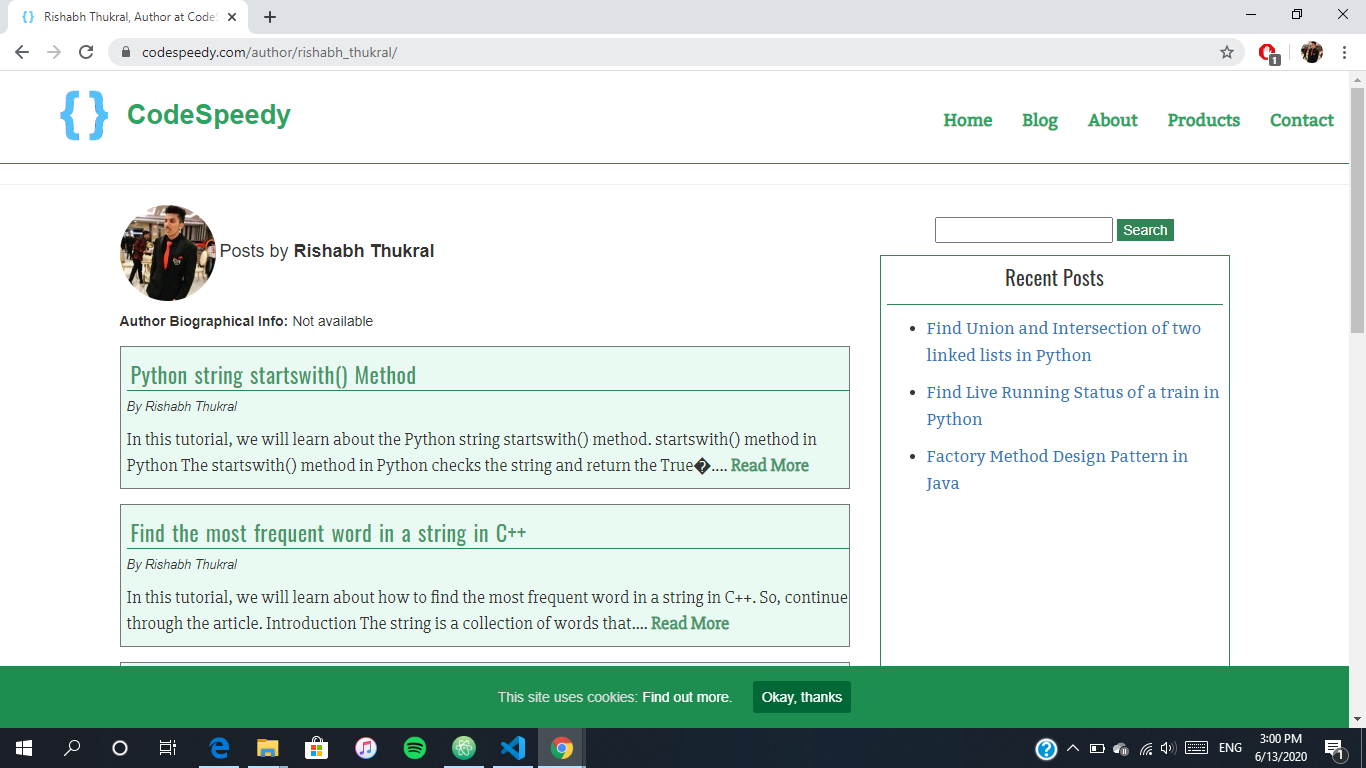 Rishabh Thukral, Author at CodeS
codespeedy.com/author/rishabh_thukral/
1
{ } CodeSpeedy
Home Blog About Products Contact
Posts by Rishabh Thukral
Author Biographical Info: Not available
Python string startswith() Method
By Rishabh Thukral
In this tutorial, we will learn about the Python string startswith() method. startswith() method in
Python The startswith() method in Python checks the string and return the True�.... Read More
Find the most frequent word in a string in C++
By Rishabh Thukral
In this tutorial, we will learn about how to find the most frequent word in a string in C++. So, continue
through the article. Introduction The string is a collection of words that.... Read More
Search
Recent Posts
• Find Union and Intersection of two
linked lists in Python
• Find Live Running Status of a train in
Python
• Factory Method Design Pattern in
Java
This site uses cookies: Find out more. Okay, thanks
ENG
3:00 PM
6/13/2020
1